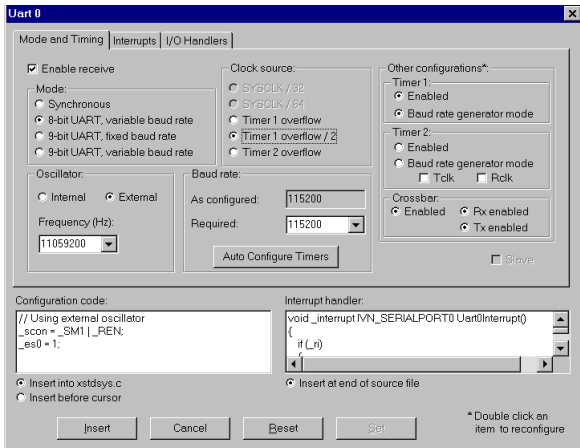 Uart 0
Mode and Timing Interrupts I/O Handlers
Enable receive
Mode:
Synchronous
8-bit UART, variable baud rate
9-bit UART, fixed baud rate
9-bit UART, variable baud rate
Clock source:
SYSCLK / 32
SYSCLK / 64
Timer 1 overflow
Timer 1 overflow / 2
Timer 2 overflow
Other configurations*:
Timer 1:
Enabled
Baud rate generator mode
Timer 2:
Enabled
Baud rate generator mode
Tclk Rclk
Crossbar:
Enabled Rx enabled
Tx enabled
Oscillator:
Internal External
Frequency (Hz):
11059200
Baud rate:
As configured: 115200
Required: 115200
Auto Configure Timers
Slave
Configuration code:
// Using external oscillator
_scon = _SM1 | _REN;
_es0 = 1;
Insert into xstdsys.c
Insert before cursor
Interrupt handler:
void _interrupt IVN_SERIALPORT0 Uart0Interrupt()
{
if (_ri)
Insert at end of source file
Insert Cancel Reset Set
* Double click an
item to reconfigure